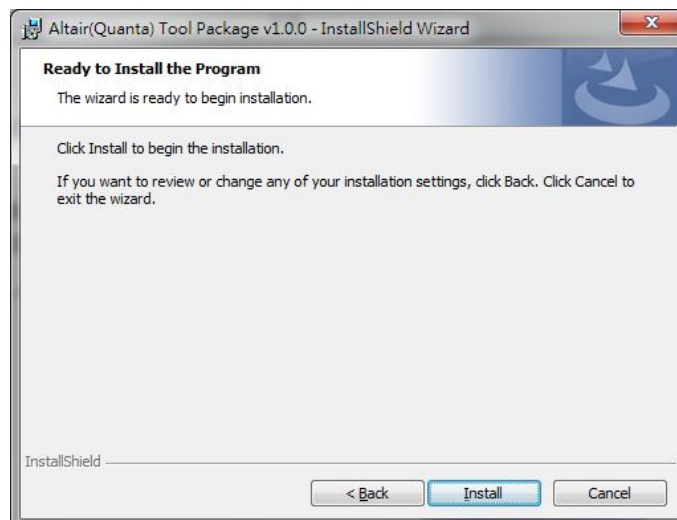 Altair(Quanta) Tool Package v1.0.0 - InstallShield Wizard
Ready to Install the Program
The wizard is ready to begin installation.
Click Install to begin the installation.
If you want to review or change any of your installation settings, click Back. Click Cancel to
exit the wizard.
InstallShield
< Back
Install
Cancel